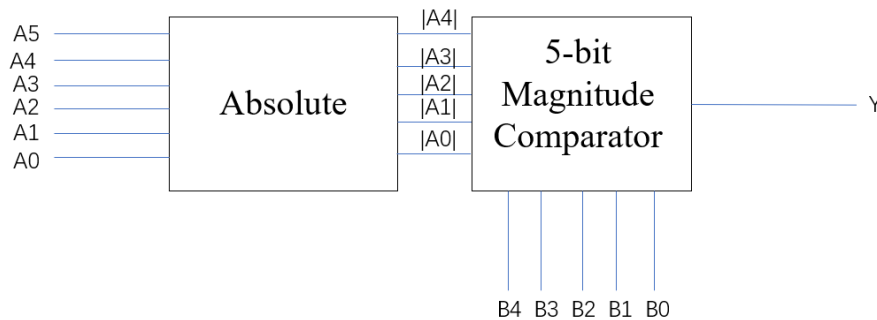 A5
A4
A3
A2
A1
A0
Absolute
|A4|
|A3|
|A2|
|A1|
|A0|
5-bit
Magnitude
Comparator
Y
B4 B3 B2 B1 B0